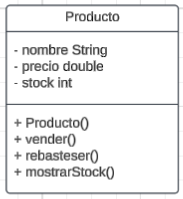 Producto
- nombre String
- precio double
- stock int
+ Producto()
+ vender()
+ rebasteser()
+ mostrarStock()